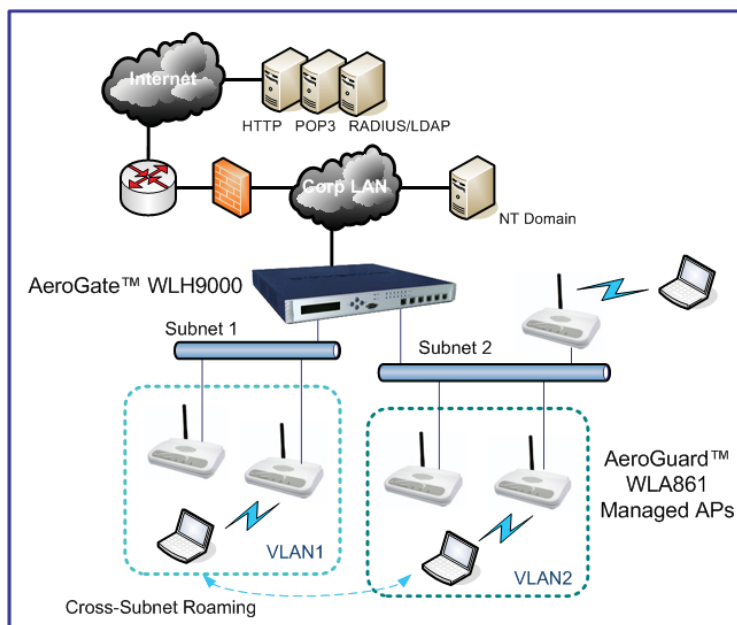 Internet
HTTP POP3 RADIUS/LDAP
Corp LAN
NT Domain
AeroGate™ WLH9000
Subnet 1
Subnet 2
AeroGuard™
WLA861
Managed APs
VLAN1
VLAN2
Cross-Subnet Roaming